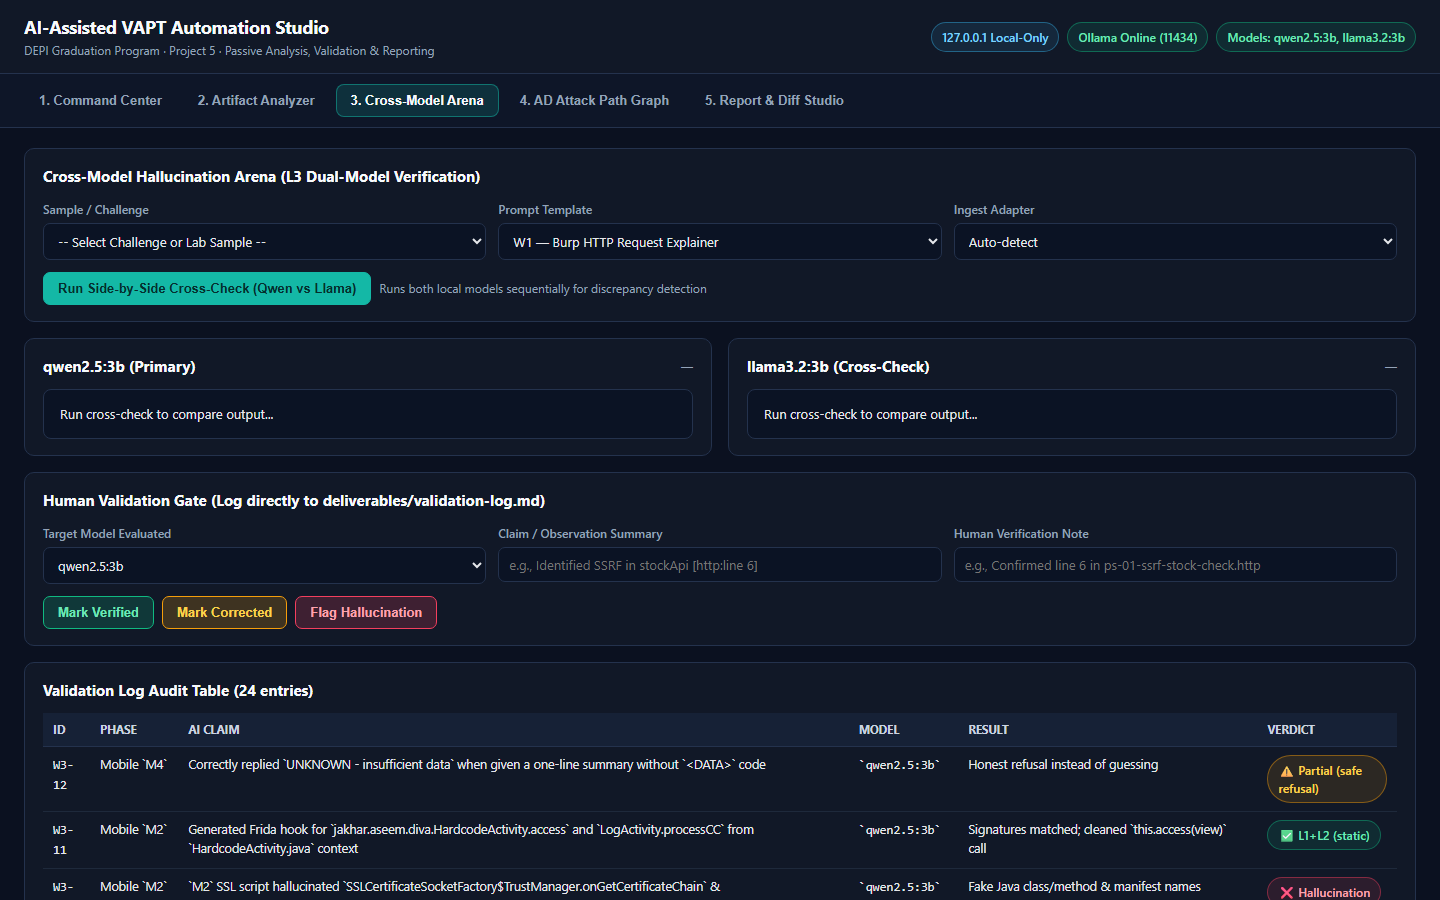 AI-Assisted VAPT Automation Studio
DEPI Graduation Program · Project 5 · Passive Analysis, Validation & Reporting
127.0.0.1 Local-Only
Ollama Online (11434)
Models: qwen2.5:3b, llama3.2:3b
1. Command Center
2. Artifact Analyzer
3. Cross-Model Arena
4. AD Attack Path Graph
5. Report & Diff Studio
Cross-Model Hallucination Arena (L3 Dual-Model Verification)
Sample / Challenge
Prompt Template
Ingest Adapter
-- Select Challenge or Lab Sample --
W1 — Burp HTTP Request Explainer
Auto-detect
Run Side-by-Side Cross-Check (Qwen vs Llama)
Runs both local models sequentially for discrepancy detection
qwen2.5:3b (Primary)
—
Run cross-check to compare output...
llama3.2:3b (Cross-Check)
—
Run cross-check to compare output...
Human Validation Gate (Log directly to deliverables/validation-log.md)
Target Model Evaluated
Claim / Observation Summary
Human Verification Note
qwen2.5:3b
e.g., Identified SSRF in stockApi [http:line 6]
e.g., Confirmed line 6 in ps-01-ssrf-stock-check.http
Mark Verified
Mark Corrected
Flag Hallucination
Validation Log Audit Table (24 entries)
ID PHASE AI CLAIM MODEL RESULT VERDICT
W3-
12
Mobile `M4`
Correctly replied `UNKNOWN - insufficient data` when given a one-line summary without `<DATA>` code
`qwen2.5:3b`
Honest refusal instead of guessing
⚠️ Partial (safe
refusal)
W3-
11
Mobile `M2`
Generated Frida hook for `jakhar.aseem.diva.HardcodeActivity.access` and `LogActivity.processCC` from
`HardcodeActivity.java` context
`qwen2.5:3b`
Signatures matched; cleaned `this.access(view)`
call
✅ L1+L2 (static)
W3-
Mobile `M2`
`M2` SSL script hallucinated `SSLCertificateSocketFactory$TrustManager.onGetCertificateChain` &
`qwen2.5:3b`
Fake Java class/method & manifest names
❌ Hallucination